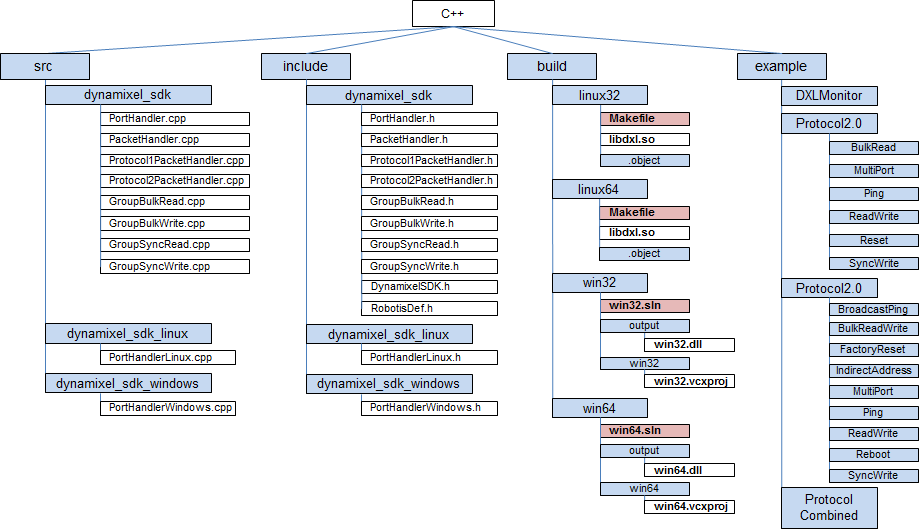 C++
src
dynamixel_sdk
PortHandler.cpp
PacketHandler.cpp
Protocol1PacketHandler.cpp
Protocol2PacketHandler.cpp
GroupBulkRead.cpp
GroupBulkWrite.cpp
GroupSyncRead.cpp
GroupSyncWrite.cpp
dynamixel_sdk_linux
PortHandlerLinux.cpp
dynamixel_sdk_windows
PortHandlerWindows.cpp
include
dynamixel_sdk
PortHandler.h
PacketHandler.h
Protocol1PacketHandler.h
Protocol2PacketHandler.h
GroupBulkRead.h
GroupBulkWrite.h
GroupSyncRead.h
GroupSyncWrite.h
DynamixelSDK.h
RobotisDef.h
dynamixel_sdk_linux
PortHandlerLinux.h
dynamixel_sdk_windows
PortHandlerWindows.h
build
linux32
Makefile
libdxl.so
.object
linux64
Makefile
libdxl.so
.object
win32
win32.sln
output
win32.dll
win32
win32.vcxproj
win64
win64.sln
output
win64.dll
win64
win64.vcxproj
example
DXLMonitor
Protocol2.0
BulkRead
MultiPort
Ping
ReadWrite
Reset
SyncWrite
Protocol2.0
BroadcastPing
BulkReadWrite
FactoryReset
IndirectAddress
MultiPort
Ping
ReadWrite
Reboot
SyncWrite
Protocol
Combined